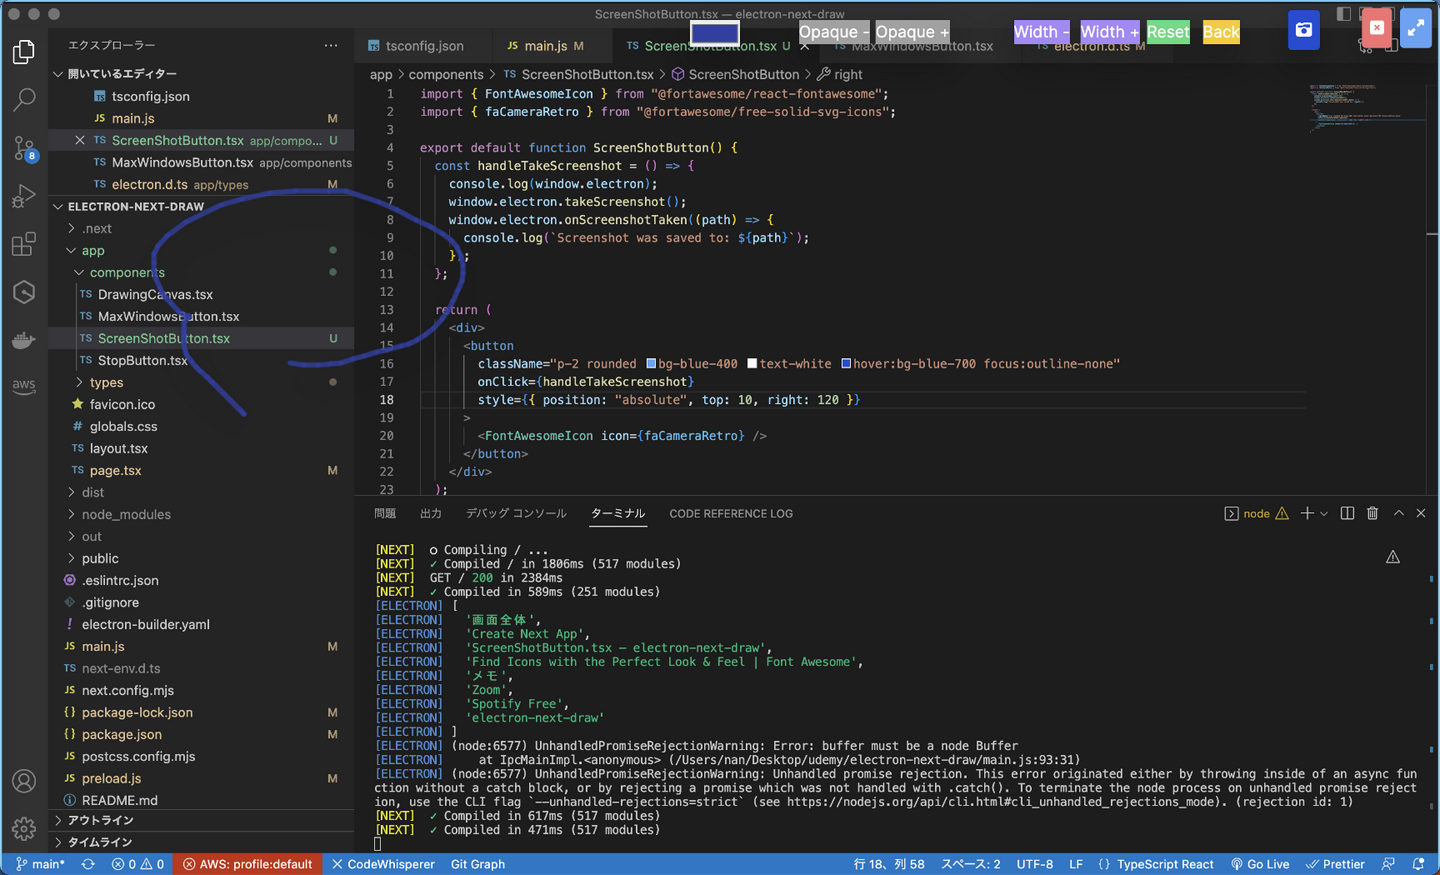 ScreenShotButton.tsx — electron-next-draw
Opaque - Opaque + Width - Width + Reset Back
エクスプローラー
tsconfig.json
JS main.js M
TS ScreenShotButton.tsx U
MaxWindowsButton.tsx
electron.d.ts M
app > components > TS ScreenShotButton.tsx > ScreenShotButton > right
開いているエディター
tsconfig.json
JS main.js M
TS ScreenShotButton.tsx app/compo... U
TS MaxWindowsButton.tsx app/components
TS electron.d.ts app/types M
ELECTRON-NEXT-DRAW
.next
app
components
TS DrawingCanvas.tsx
TS MaxWindowsButton.tsx
TS ScreenShotButton.tsx U
TS StopButton.tsx
types
favicon.ico
# globals.css
TS layout.tsx
TS page.tsx M
dist
node_modules
out
public
.eslintrc.json
.gitignore
! electron-builder.yaml
JS main.js M
TS next-env.d.ts
JS next.config.mjs
{} package-lock.json M
{} package.json M
JS postcss.config.mjs
JS preload.js M
README.md
アウトライン
タイムライン
8
aws
1 import { FontAwesomeIcon } from "@fortawesome/react-fontawesome";
2 import { faCameraRetro } from "@fortawesome/free-solid-svg-icons";
3
4 export default function ScreenShotButton() {
5 const handleTakeScreenshot = () => {
6 console.log(window.electron);
7 window.electron.takeScreenshot();
8 window.electron.onScreenshotTaken((path) => {
9 console.log(`Screenshot was saved to: ${path}`);
10 });
11 };
12
13 return (
14 <div>
15 <button
16 className="p-2 rounded bg-blue-400 text-white hover:bg-blue-700 focus:outline-none"
17 onClick={handleTakeScreenshot}
18 style={{ position: "absolute", top: 10, right: 120 }}
19 >
20 <FontAwesomeIcon icon={faCameraRetro} />
21 </button>
22 </div>
23 );
問題 出力 デバッグ コンソール ターミナル CODE REFERENCE LOG
node
[NEXT] ○ Compiling / ...
[NEXT] ✓ Compiled / in 1806ms (517 modules)
[NEXT] GET / 200 in 2384ms
[NEXT] ✓ Compiled in 589ms (251 modules)
[ELECTRON] [
[ELECTRON] '画面全体',
[ELECTRON] 'Create Next App',
[ELECTRON] 'ScreenShotButton.tsx — electron-next-draw',
[ELECTRON] 'Find Icons with the Perfect Look & Feel | Font Awesome',
[ELECTRON] 'メモ',
[ELECTRON] 'Zoom',
[ELECTRON] 'Spotify Free',
[ELECTRON] 'electron-next-draw'
[ELECTRON] ]
[ELECTRON] (node:6577) UnhandledPromiseRejectionWarning: Error: buffer must be a node Buffer
[ELECTRON] at IpcMainImpl.<anonymous> (/Users/nan/Desktop/udemy/electron-next-draw/main.js:93:31)
[ELECTRON] (node:6577) UnhandledPromiseRejectionWarning: Unhandled promise rejection. This error originated either by throwing inside of an async fun
ction without a catch block, or by rejecting a promise which was not handled with .catch(). To terminate the node process on unhandled promise reject
ion, use the CLI flag `--unhandled-rejections=strict` (see https://nodejs.org/api/cli.html#cli_unhandled_rejections_mode). (rejection id: 1)
[NEXT] ✓ Compiled in 617ms (517 modules)
[NEXT] ✓ Compiled in 471ms (517 modules)
main* 0 0 AWS: profile:default CodeWhisperer Git Graph 行 18、列 58 スペース: 2 UTF-8 LF {} TypeScript React Go Live Prettier